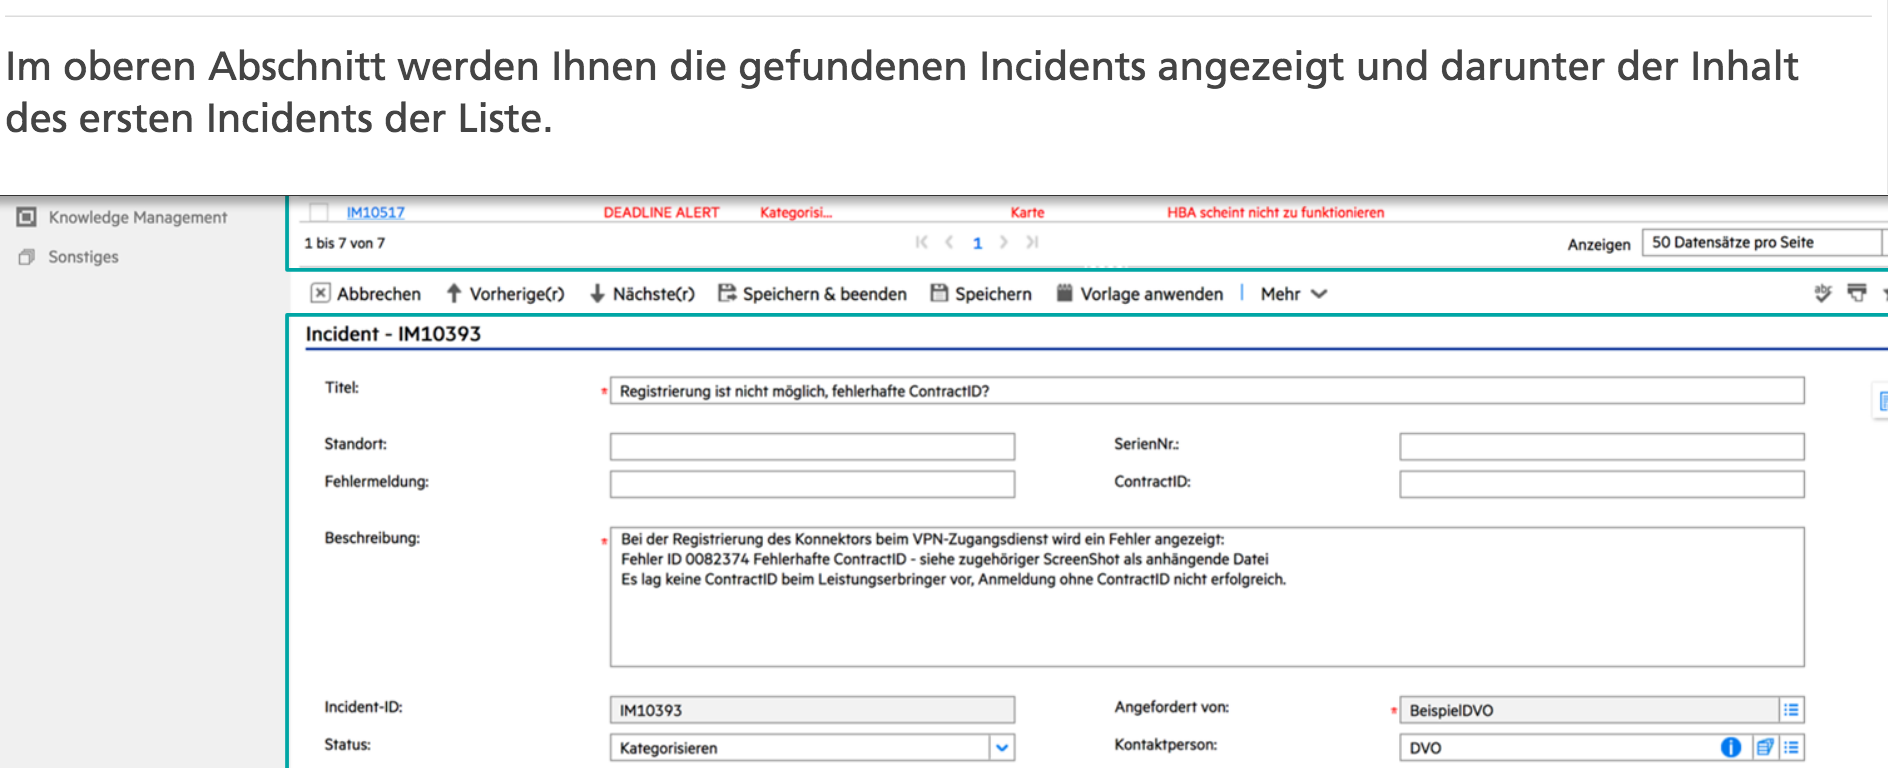 Im oberen Abschnitt werden Ihnen die gefundenen Incidents angezeigt und darunter der Inhalt
des ersten Incidents der Liste.
Knowledge Management
Sonstiges
IM10517 DEADLINE ALERT Kategorisi... Karte HBA scheint nicht zu funktionieren
1 bis 7 von 7 1 Anzeigen 50 Datensätze pro Seite
Abbrechen Vorherige(r) Nächste(r) Speichern & beenden Speichern Vorlage anwenden Mehr abc
Incident - IM10393
Titel: * Registrierung ist nicht möglich, fehlerhafte ContractID?
Standort: SerienNr.:
Fehlermeldung: ContractID:
Beschreibung: * Bei der Registrierung des Konnektors beim VPN-Zugangsdienst wird ein Fehler angezeigt:
Fehler ID 0082374 Fehlerhafte ContractID - siehe zugehöriger ScreenShot als anhängende Datei
Es lag keine ContractID beim Leistungserbringer vor, Anmeldung ohne ContractID nicht erfolgreich.
Incident-ID: IM10393 Angefordert von: * BeispielDVO
Status: Kategorisieren Kontaktperson: DVO